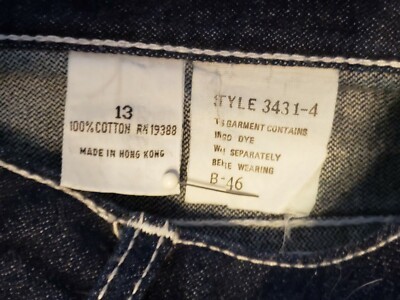 13
100% COTTON RN 19388
MADE IN HONG KONG
STYLE 3431-4
GARMENT CONTAINS
DYE
SEPARATELY
WEARING
B-46